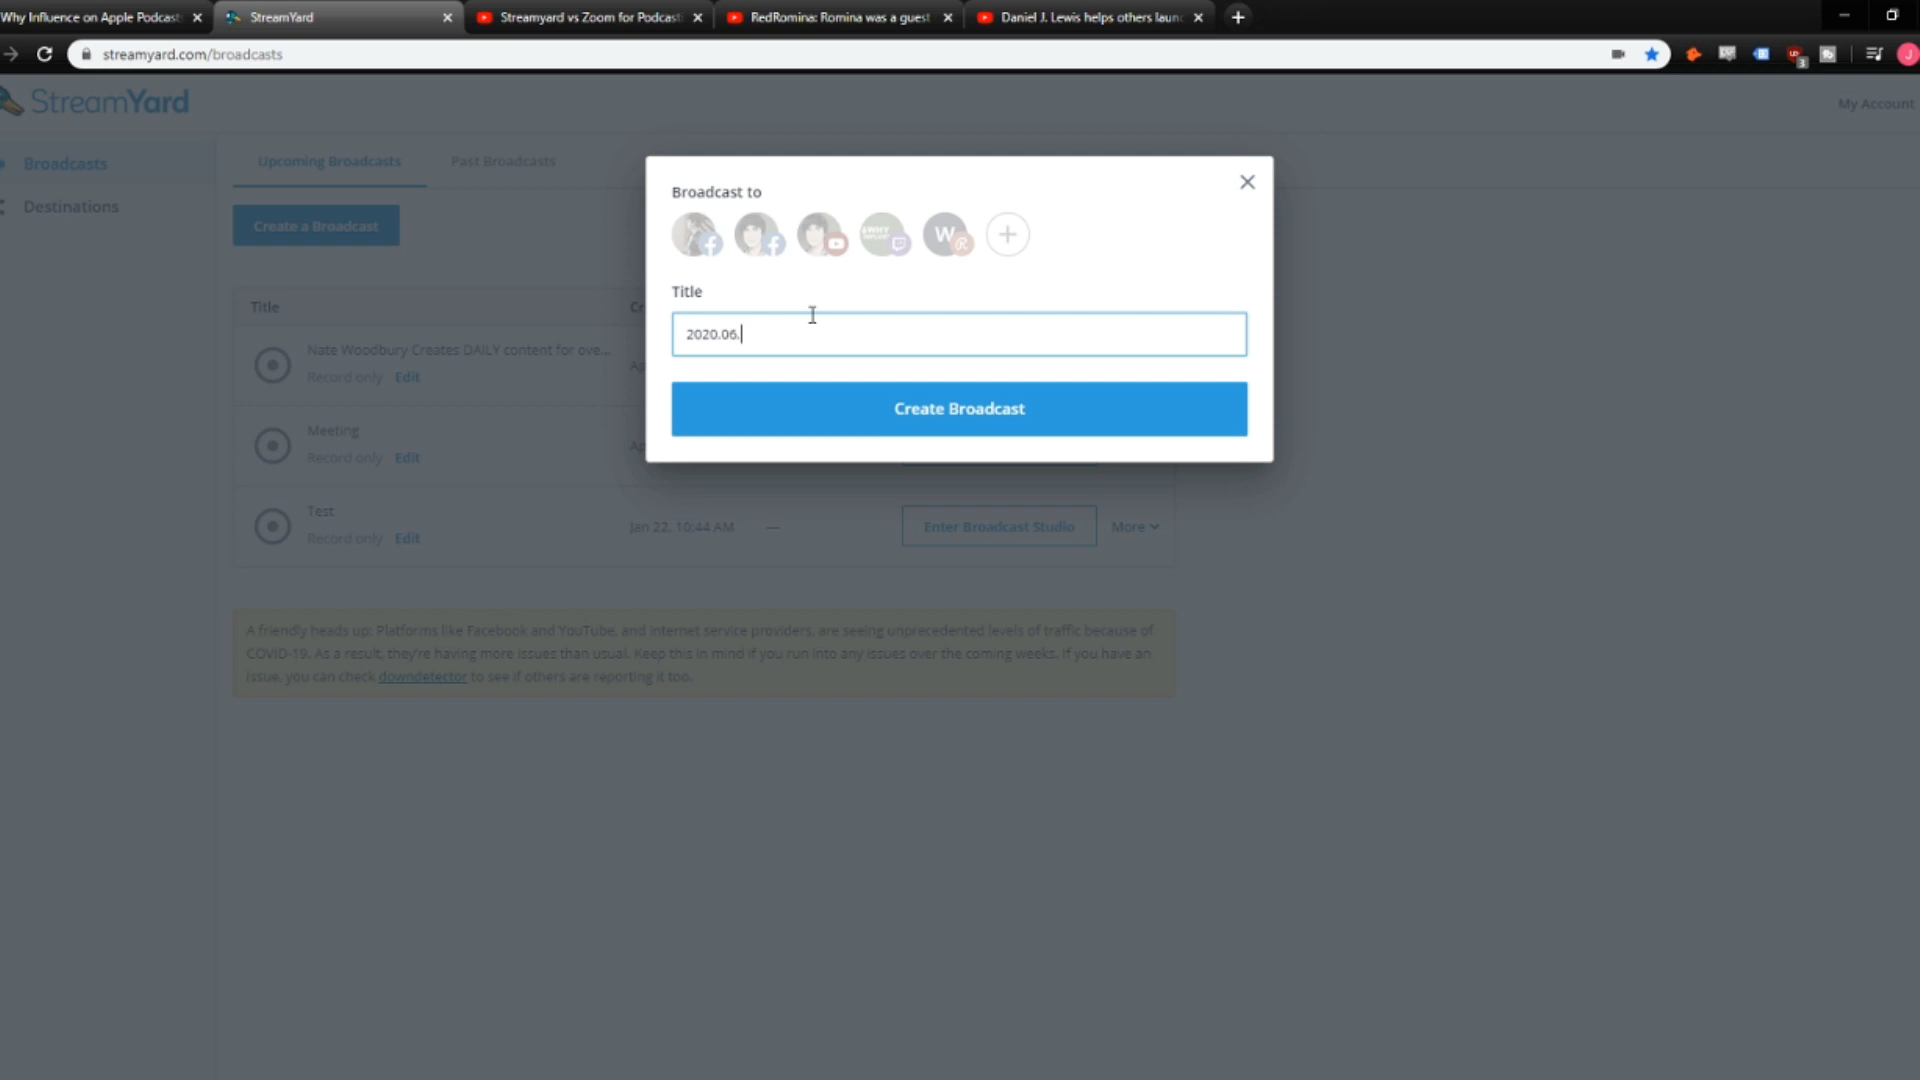 Why Influence on Apple Podcast
StreamYard
Streamyard vs Zoom for Podcast
RedRomina: Romina was a guest
Daniel J. Lewis helps others laun
streamyard.com/broadcasts
3
J
StreamYard
My Account
Broadcasts
Destinations
Upcoming Broadcasts
Past Broadcasts
Create a Broadcast
Broadcast to
W
Title
2020.06.
Create Broadcast
Title
Cr
Nate Woodbury Creates DAILY content for ove...
Record only Edit
Ap
Meeting
Record only Edit
Ap
Test
Record only Edit
Jan 22, 10:44 AM —
Enter Broadcast Studio
More
A friendly heads up: Platforms like Facebook and YouTube, and internet service providers, are seeing unprecedented levels of traffic because of
COVID-19. As a result, they're having more issues than usual. Keep this in mind if you run into any issues over the coming weeks. If you have an
issue, you can check downdetector to see if others are reporting it too.